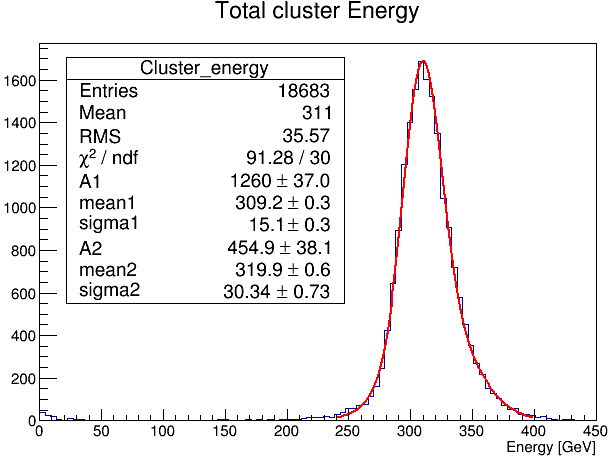 Total cluster Energy
Cluster_energy
Entries 18683
Mean 311
RMS 35.57
χ² / ndf 91.28 / 30
A1 1260 ± 37.0
mean1 309.2 ± 0.3
sigma1 15.1 ± 0.3
A2 454.9 ± 38.1
mean2 319.9 ± 0.6
sigma2 30.34 ± 0.73
1600
1400
1200
1000
800
600
400
200
0
0 50 100 150 200 250 300 350 400 450
Energy [GeV]